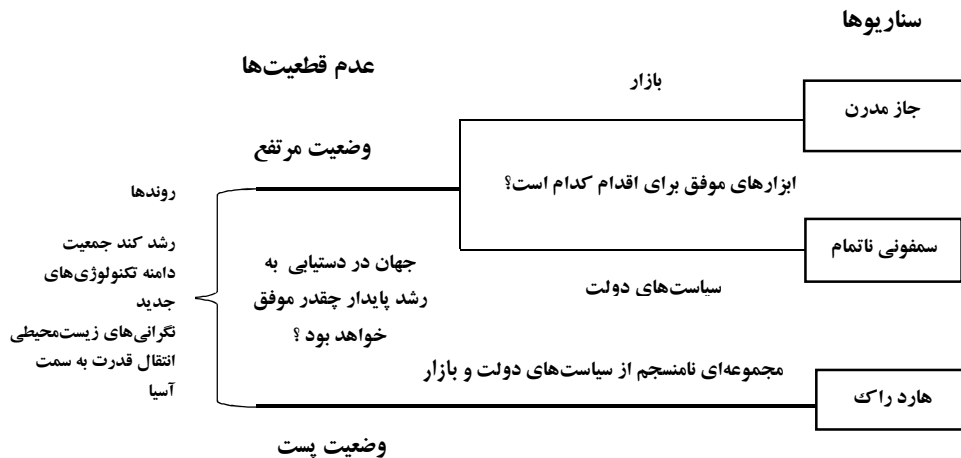 سناریوها
عدم قطعیت‌ها
بازار
جاز مدرن
وضعیت مرتفع
ابزارهای موفق برای اقدام کدام است؟
روندها
رشد کند جمعیت
دامنه تکنولوژی‌های
جدید
نگرانی‌های زیست‌محیطی
انتقال قدرت به سمت
آسیا
جهان در دستیابی به
رشد پایدار چقدر موفق
خواهد بود ؟
سمفونی ناتمام
سیاست‌های دولت
مجموعه‌ای نامنسجم از سیاست‌های دولت و بازار
هارد راک
وضعیت پست